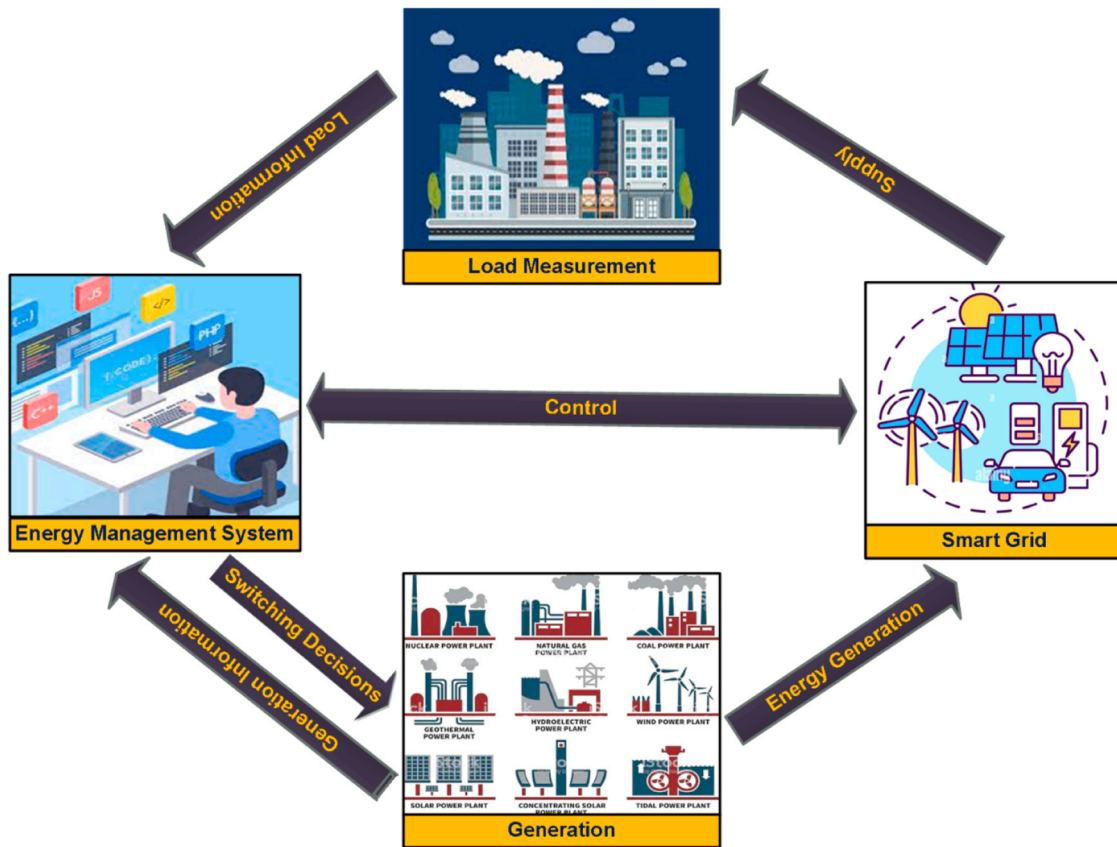 Load Information
Supply
Load Measurement
{...}
JS
</>
PHP
{CODE}
C++
Control
Energy Management System
Smart Grid
Switching Decisions
Generation Information
Energy Generation
NUCLEAR POWER PLANT
NATURAL GAS
POWER PLANT
COAL POWER PLANT
GEOTHERMAL
POWER PLANT
HYDROELECTRIC
POWER PLANT
WIND POWER PLANT
SOLAR POWER PLANT
CONCENTRATING SOLAR
POWER PLANT
TIDAL POWER PLANT
Generation